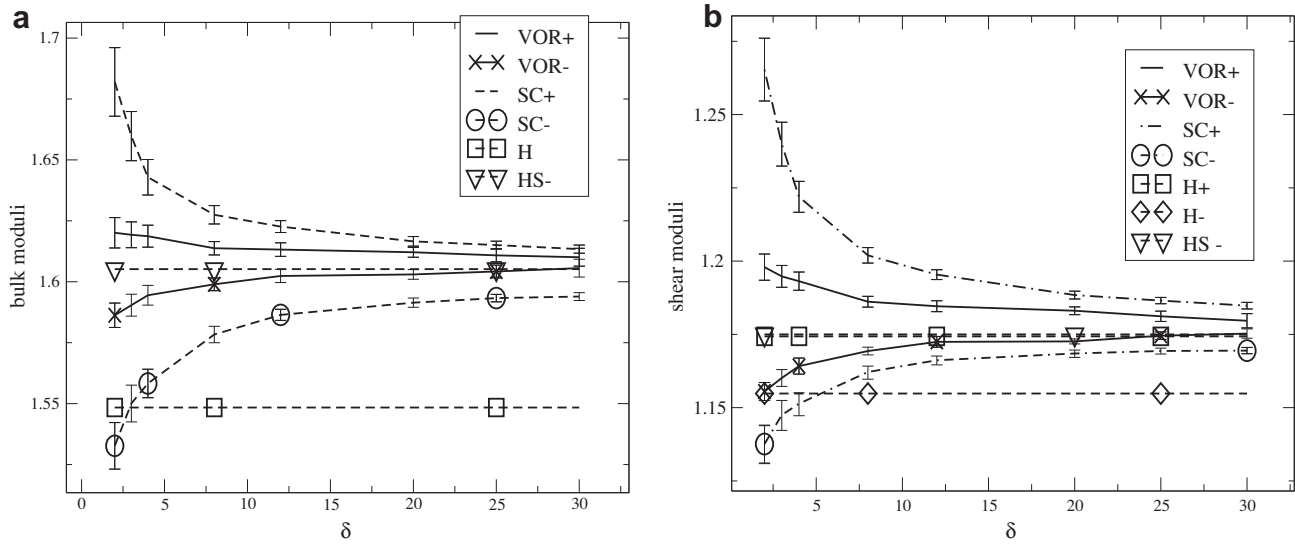 a
bulk moduli
1.7
1.65
1.6
1.55
0
5
10
15
20
25
30
δ
VOR+
VOR-
SC+
SC-
H
HS-
b
shear moduli
1.25
1.2
1.15
5
10
15
20
25
30
δ
VOR+
VOR-
SC+
SC-
H+
H-
HS -